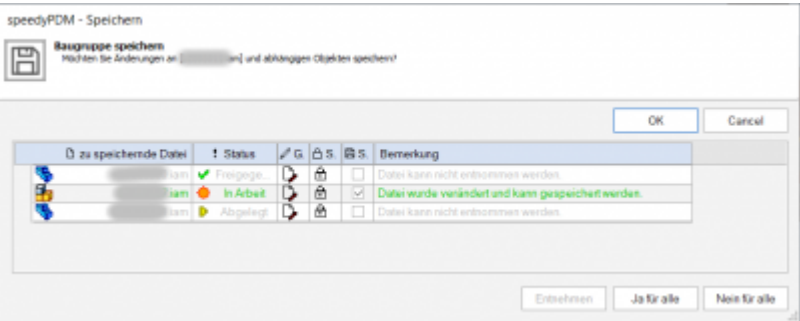 speedyPDM - Speichern
Baugruppe speichern
Möchten Sie Änderungen an [ am] und abhängigen Objekten speichern?
OK Cancel
zu speichernde Datei ! Status G. S. S. Bemerkung
iam Freigege... Datei kann nicht entnommen werden.
iam In Arbeit Datei wurde verändert und kann gespeichert werden.
iam Abgelegt Datei kann nicht entnommen werden.
Entnehmen Ja für alle Nein für alle